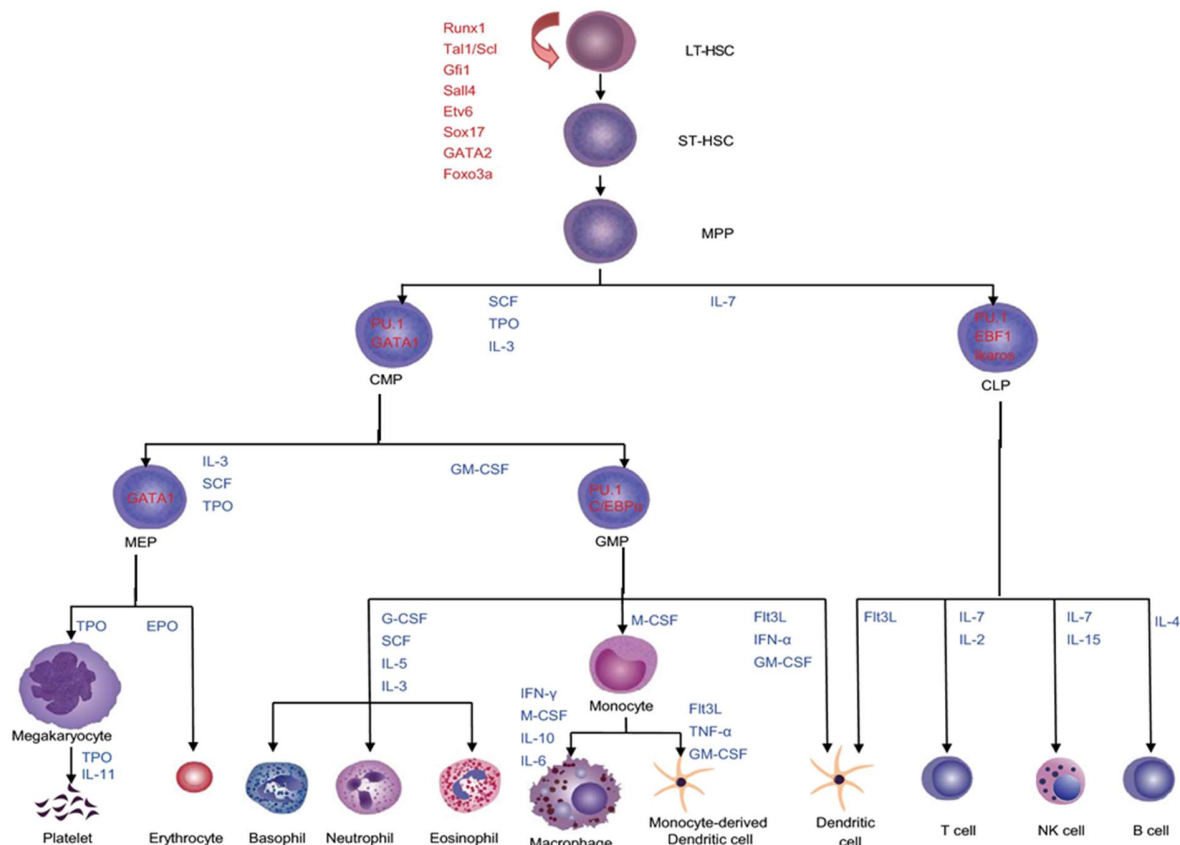 Runx1
Tal1/Scl
Gfi1
Sall4
Etv6
Sox17
GATA2
Foxo3a
LT-HSC
ST-HSC
MPP
SCF
TPO
IL-3
IL-7
PU.1
GATA1
CMP
PU.1
EBF1
Ikaros
CLP
IL-3
SCF
TPO
GM-CSF
GATA1
MEP
PU.1
C/EBPα
GMP
TPO
EPO
G-CSF
SCF
IL-5
IL-3
M-CSF
Flt3L
IFN-α
GM-CSF
Flt3L
IL-7
IL-2
IL-7
IL-15
IL-4
Megakaryocyte
TPO
IL-11
Monocyte
IFN-γ
M-CSF
IL-10
IL-6
Flt3L
TNF-α
GM-CSF
Platelet
Erythrocyte
Basophil
Neutrophil
Eosinophil
Macrophage
Monocyte-derived
Dendritic cell
Dendritic
cell
T cell
NK cell
B cell